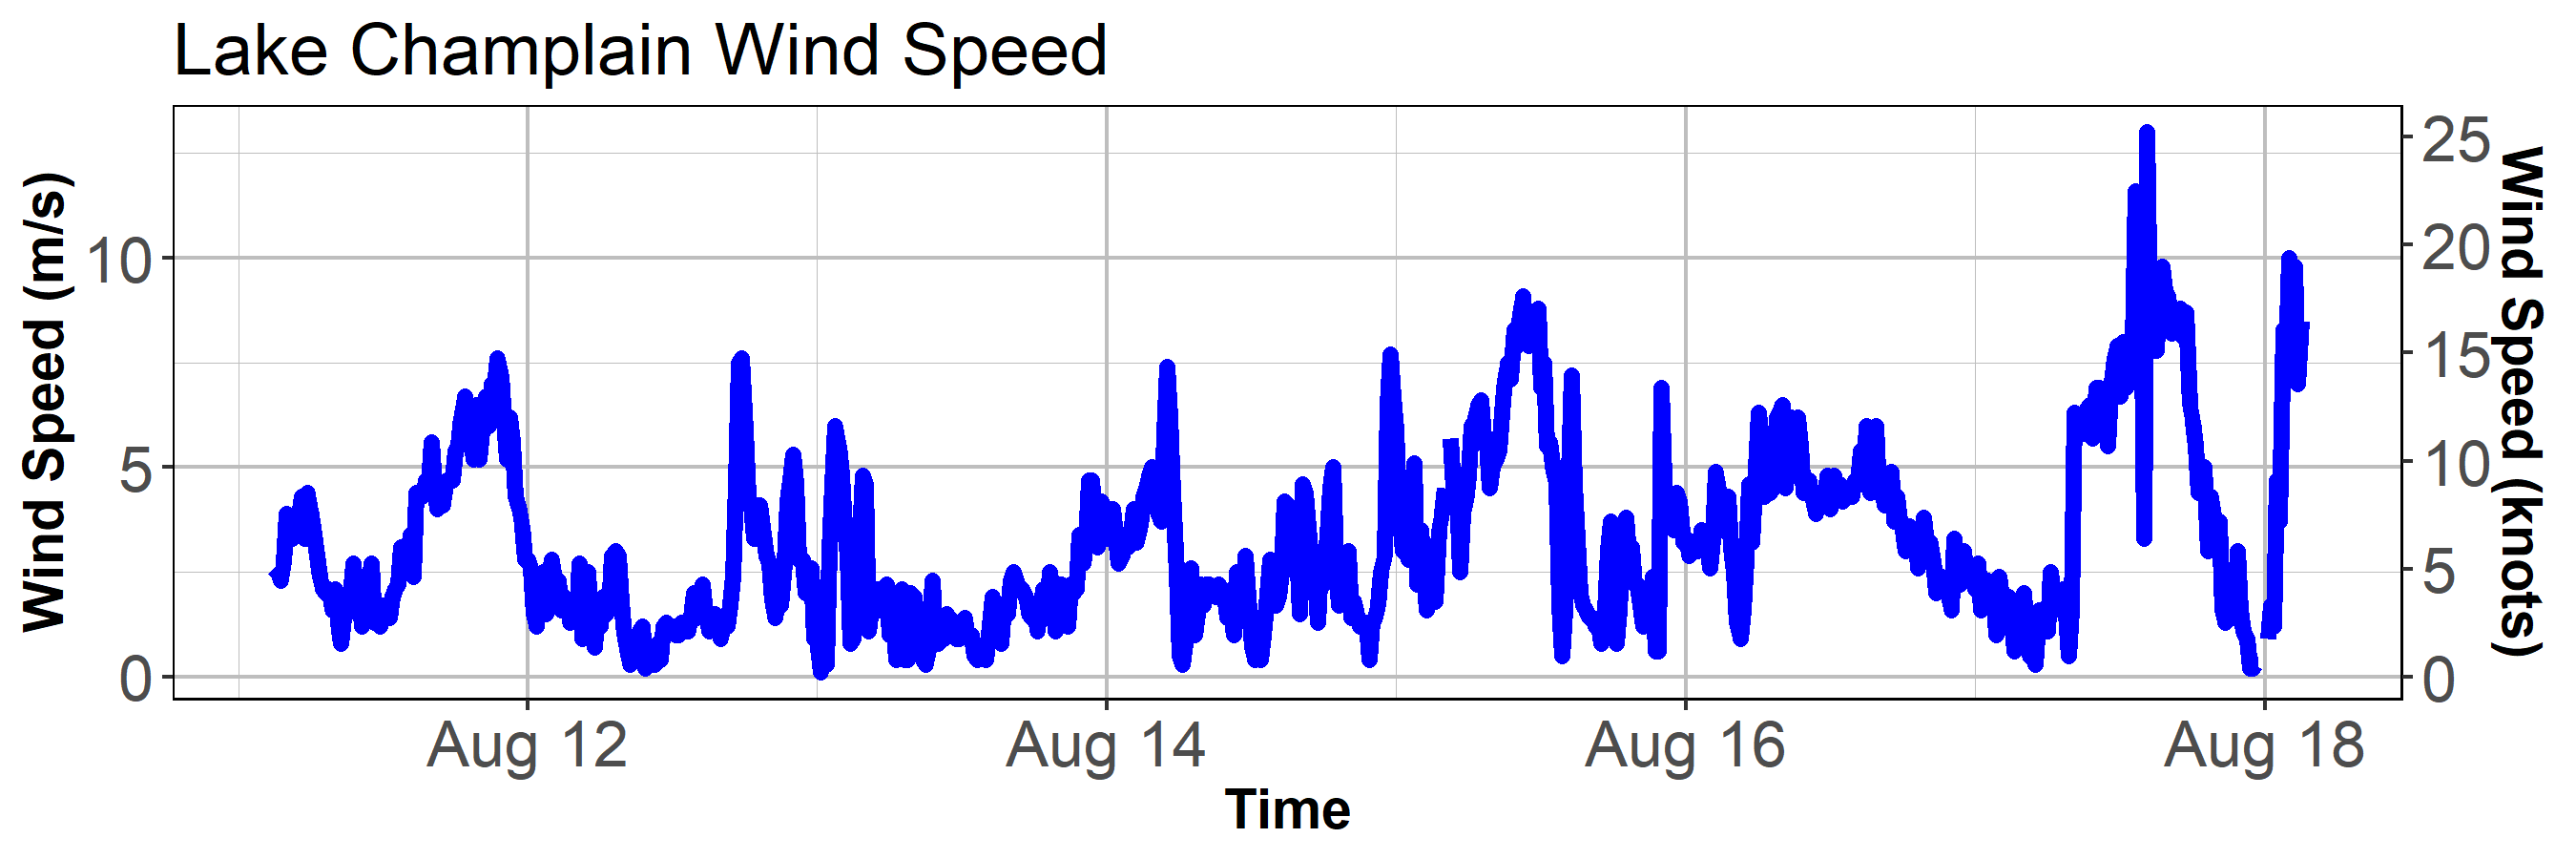 Lake Champlain Wind Speed
Wind Speed (m/s)
10
5
0
25
20
15
10
5
0
Wind Speed (knots)
Aug 12 Aug 14 Aug 16 Aug 18
Time